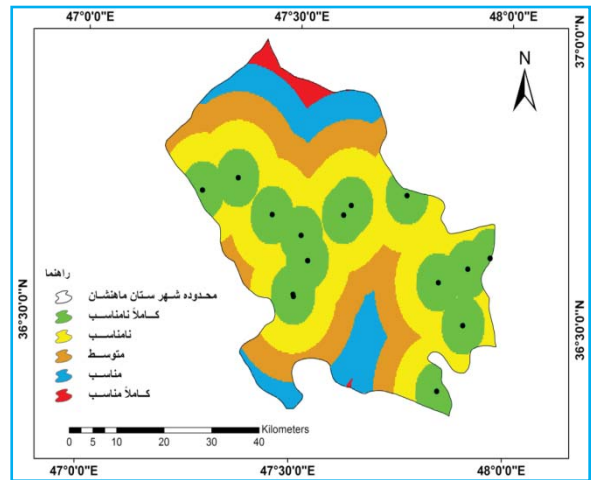 47°0'0"E
47°30'0"E
48°0'0"E
37°0'0"N
N
راهنما
محدوده شهرستان ماهنشان
کاملاً نامناسب
نامناسب
متوسط
مناسب
کاملاً مناسب
36°30'0"N
36°30'0"N
Kilometers
0 5 10 20 30 40
47°0'0"E
47°30'0"E
48°0'0"E